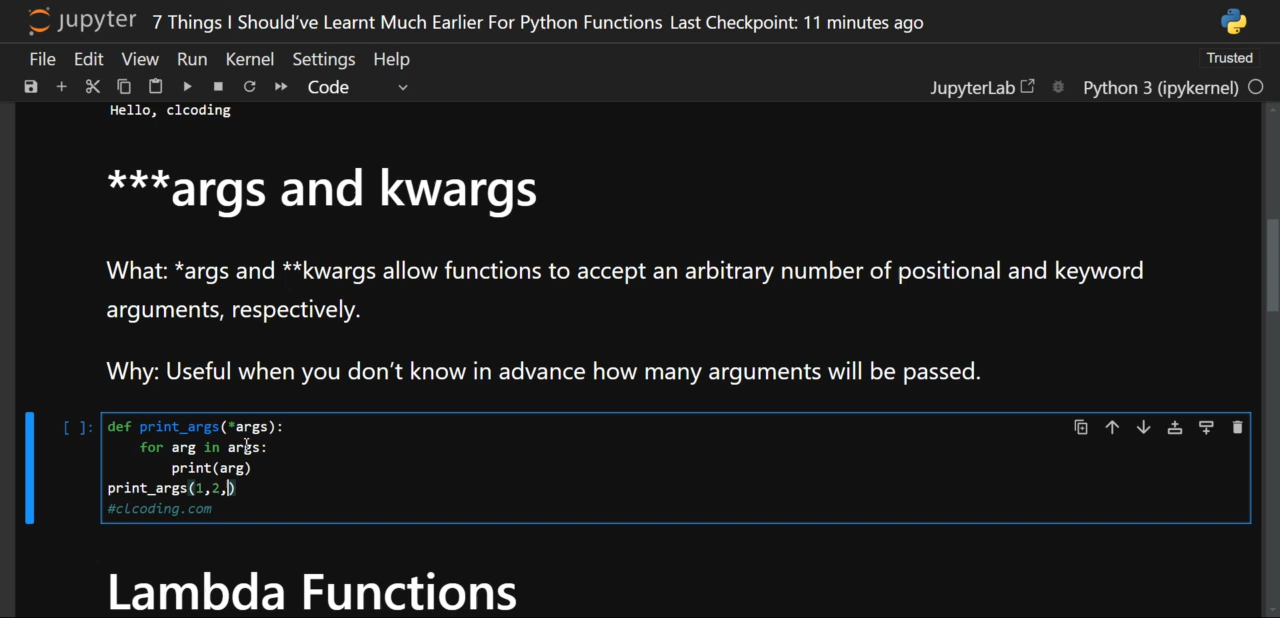 jupyter 7 Things I Should've Learnt Much Earlier For Python Functions Last Checkpoint: 11 minutes ago
File Edit View Run Kernel Settings Help Trusted
Code JupyterLab Python 3 (ipykernel)
Hello, clcoding
***args and kwargs
What: *args and **kwargs allow functions to accept an arbitrary number of positional and keyword
arguments, respectively.
Why: Useful when you don't know in advance how many arguments will be passed.
[ ]: def print_args(*args):
for arg in args:
print(arg)
print_args(1,2,)
#clcoding.com
Lambda Functions